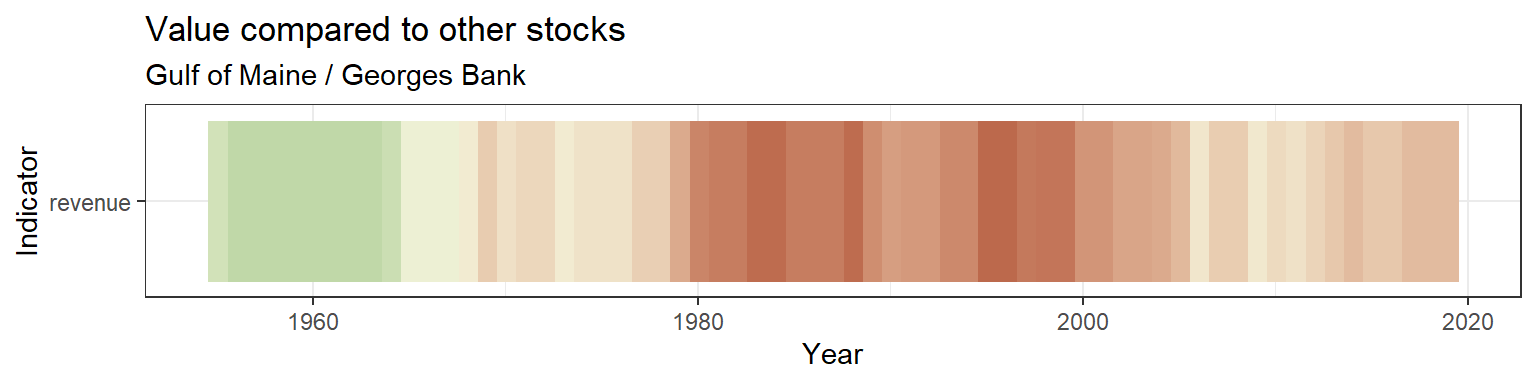 Value compared to other stocks
Gulf of Maine / Georges Bank
Indicator
revenue
1960 1980 2000 2020
Year